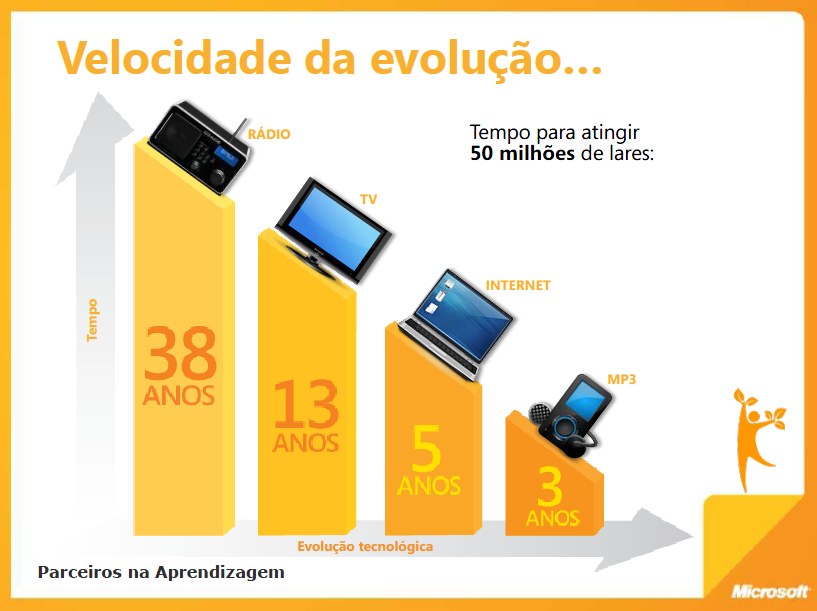 Velocidade da evolução...
Tempo para atingir
50 milhões de lares:
RÁDIO
TV
INTERNET
MP3
Tempo
38
ANOS
13
ANOS
5
ANOS
3
ANOS
Evolução tecnológica
Parceiros na Aprendizagem
Microsoft